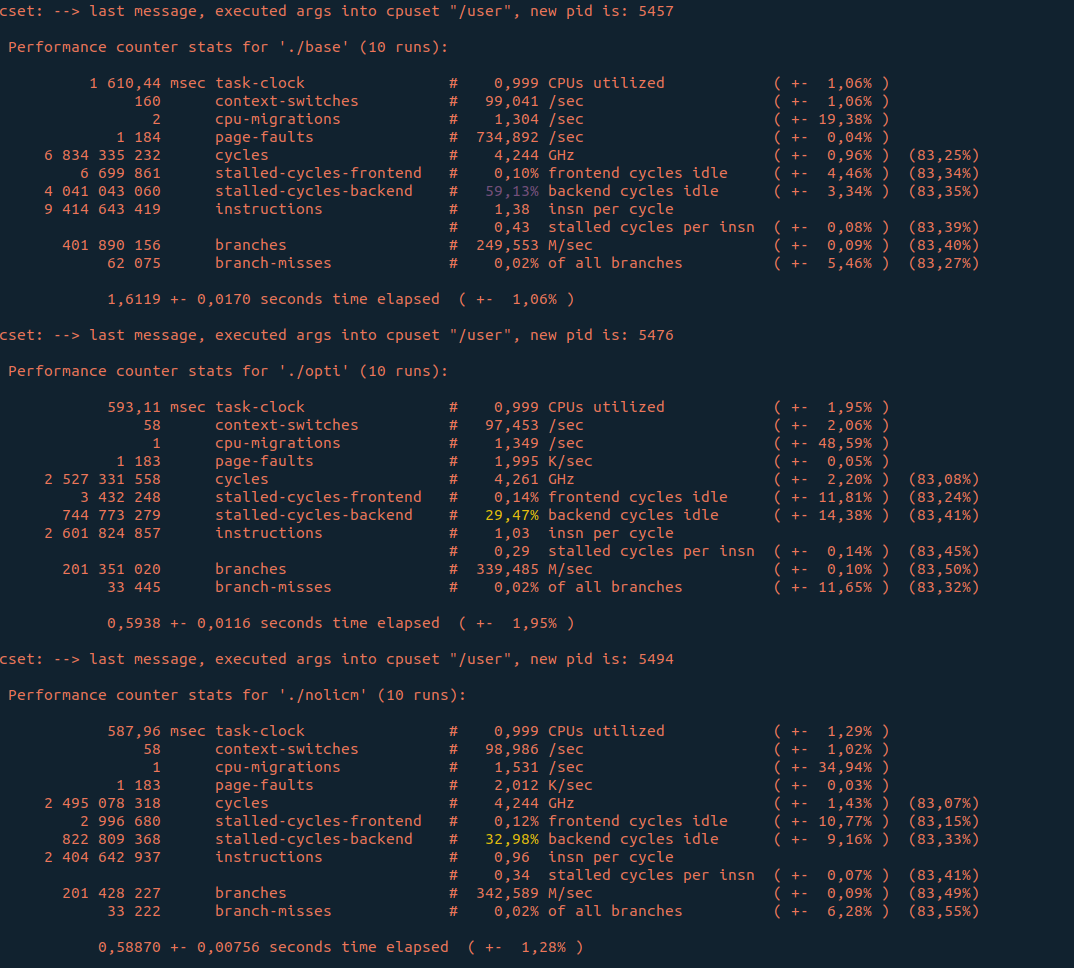 cset: --> last message, executed args into cpuset "/user", new pid is: 5457
Performance counter stats for './base' (10 runs):
1 610,44 msec task-clock # 0,999 CPUs utilized ( +- 1,06% )
160 context-switches # 99,041 /sec ( +- 1,06% )
2 cpu-migrations # 1,304 /sec ( +- 19,38% )
1 184 page-faults # 734,892 /sec ( +- 0,04% )
6 834 335 232 cycles # 4,244 GHz ( +- 0,96% ) (83,25%)
6 699 861 stalled-cycles-frontend # 0,10% frontend cycles idle ( +- 4,46% ) (83,34%)
4 041 043 060 stalled-cycles-backend # 59,13% backend cycles idle ( +- 3,34% ) (83,35%)
9 414 643 419 instructions # 1,38 insn per cycle
# 0,43 stalled cycles per insn ( +- 0,08% ) (83,39%)
401 890 156 branches # 249,553 M/sec ( +- 0,09% ) (83,40%)
62 075 branch-misses # 0,02% of all branches ( +- 5,46% ) (83,27%)
1,6119 +- 0,0170 seconds time elapsed ( +- 1,06% )
cset: --> last message, executed args into cpuset "/user", new pid is: 5476
Performance counter stats for './opti' (10 runs):
593,11 msec task-clock # 0,999 CPUs utilized ( +- 1,95% )
58 context-switches # 97,453 /sec ( +- 2,06% )
1 cpu-migrations # 1,349 /sec ( +- 48,59% )
1 183 page-faults # 1,995 K/sec ( +- 0,05% )
2 527 331 558 cycles # 4,261 GHz ( +- 2,20% ) (83,08%)
3 432 248 stalled-cycles-frontend # 0,14% frontend cycles idle ( +- 11,81% ) (83,24%)
744 773 279 stalled-cycles-backend # 29,47% backend cycles idle ( +- 14,38% ) (83,41%)
2 601 824 857 instructions # 1,03 insn per cycle
# 0,29 stalled cycles per insn ( +- 0,14% ) (83,45%)
201 351 020 branches # 339,485 M/sec ( +- 0,10% ) (83,50%)
33 445 branch-misses # 0,02% of all branches ( +- 11,65% ) (83,32%)
0,5938 +- 0,0116 seconds time elapsed ( +- 1,95% )
cset: --> last message, executed args into cpuset "/user", new pid is: 5494
Performance counter stats for './nolicm' (10 runs):
587,96 msec task-clock # 0,999 CPUs utilized ( +- 1,29% )
58 context-switches # 98,986 /sec ( +- 1,02% )
1 cpu-migrations # 1,531 /sec ( +- 34,94% )
1 183 page-faults # 2,012 K/sec ( +- 0,03% )
2 495 078 318 cycles # 4,244 GHz ( +- 1,43% ) (83,07%)
2 996 680 stalled-cycles-frontend # 0,12% frontend cycles idle ( +- 10,77% ) (83,15%)
822 809 368 stalled-cycles-backend # 32,98% backend cycles idle ( +- 9,16% ) (83,33%)
2 404 642 937 instructions # 0,96 insn per cycle
# 0,34 stalled cycles per insn ( +- 0,07% ) (83,41%)
201 428 227 branches # 342,589 M/sec ( +- 0,09% ) (83,49%)
33 222 branch-misses # 0,02% of all branches ( +- 6,28% ) (83,55%)
0,58870 +- 0,00756 seconds time elapsed ( +- 1,28% )